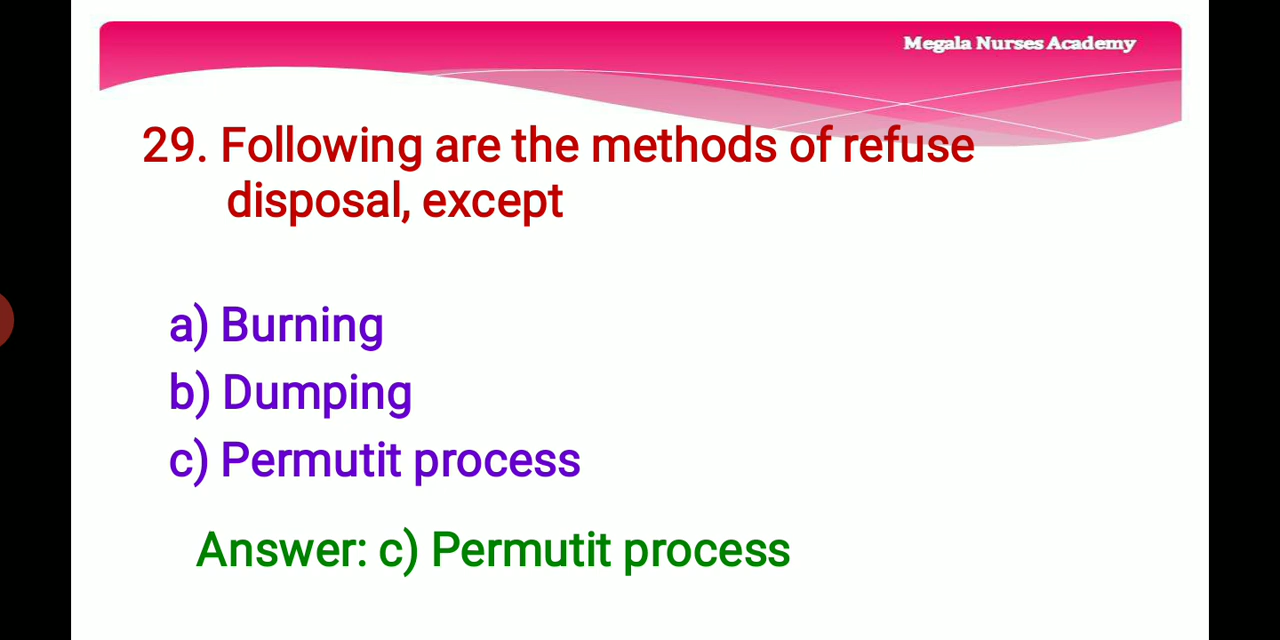 Megala Nurses Academy
29. Following are the methods of refuse
disposal, except
a) Burning
b) Dumping
c) Permutit process
Answer: c) Permutit process